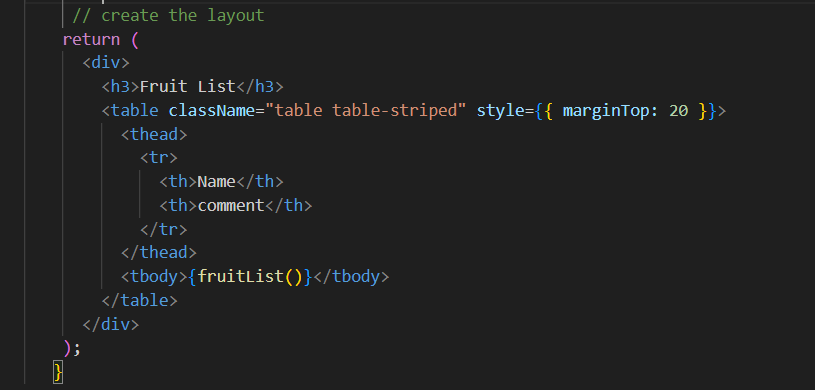 // create the layout
return (
<div>
<h3>Fruit List</h3>
<table className="table table-striped" style={{ marginTop: 20 }}>
<thead>
<tr>
<th>Name</th>
<th>comment</th>
</tr>
</thead>
<tbody>{fruitList()}</tbody>
</table>
</div>
);
}